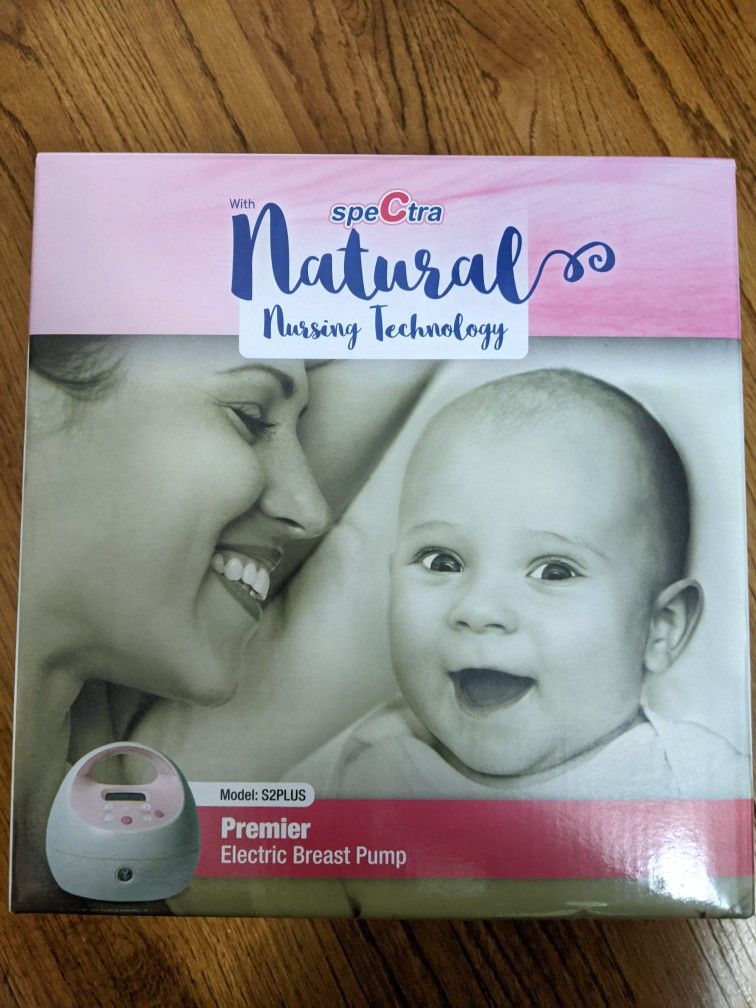 speCtra
With
Natural
Nursing Technology
Model: S2PLUS
Premier
Electric Breast Pump